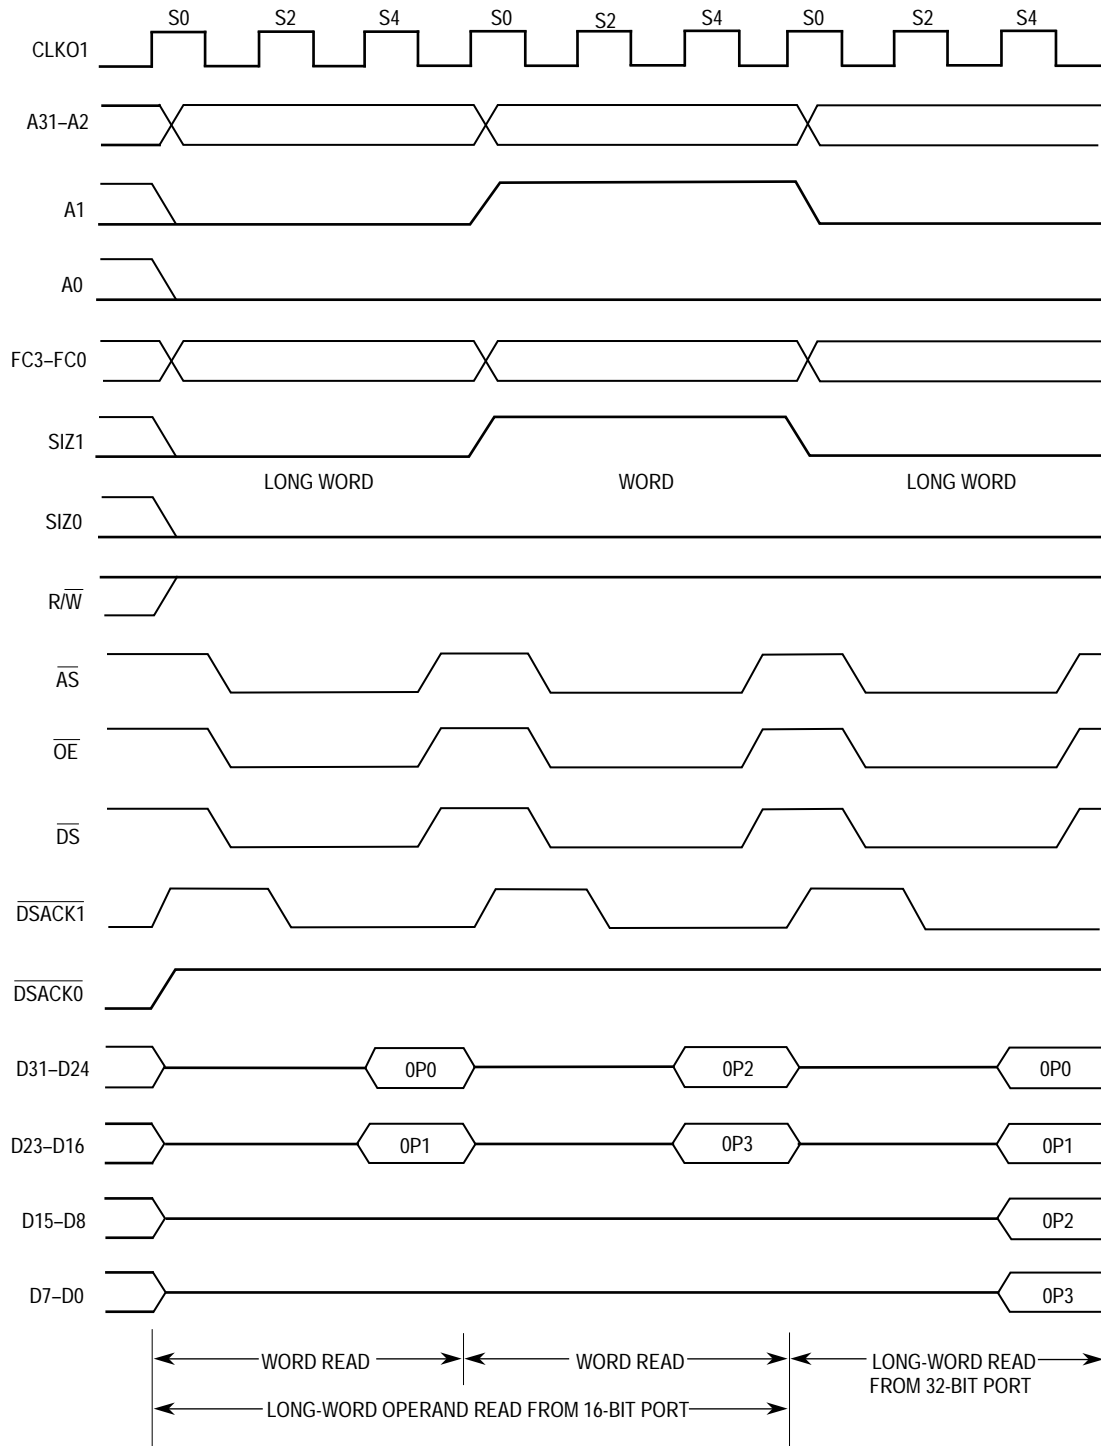 S0 S2 S4 S0 S2 S4 S0 S2 S4
CLKO1
A31–A2
A1
A0
FC3–FC0
SIZ1
LONG WORD WORD LONG WORD
SIZ0
R/W
AS
OE
DS
DSACK1
DSACK0
D31–D24 0P0 0P2 0P0
D23–D16 0P1 0P3 0P1
D15–D8 0P2
D7–D0 0P3
WORD READ WORD READ LONG-WORD READ
FROM 32-BIT PORT
LONG-WORD OPERAND READ FROM 16-BIT PORT